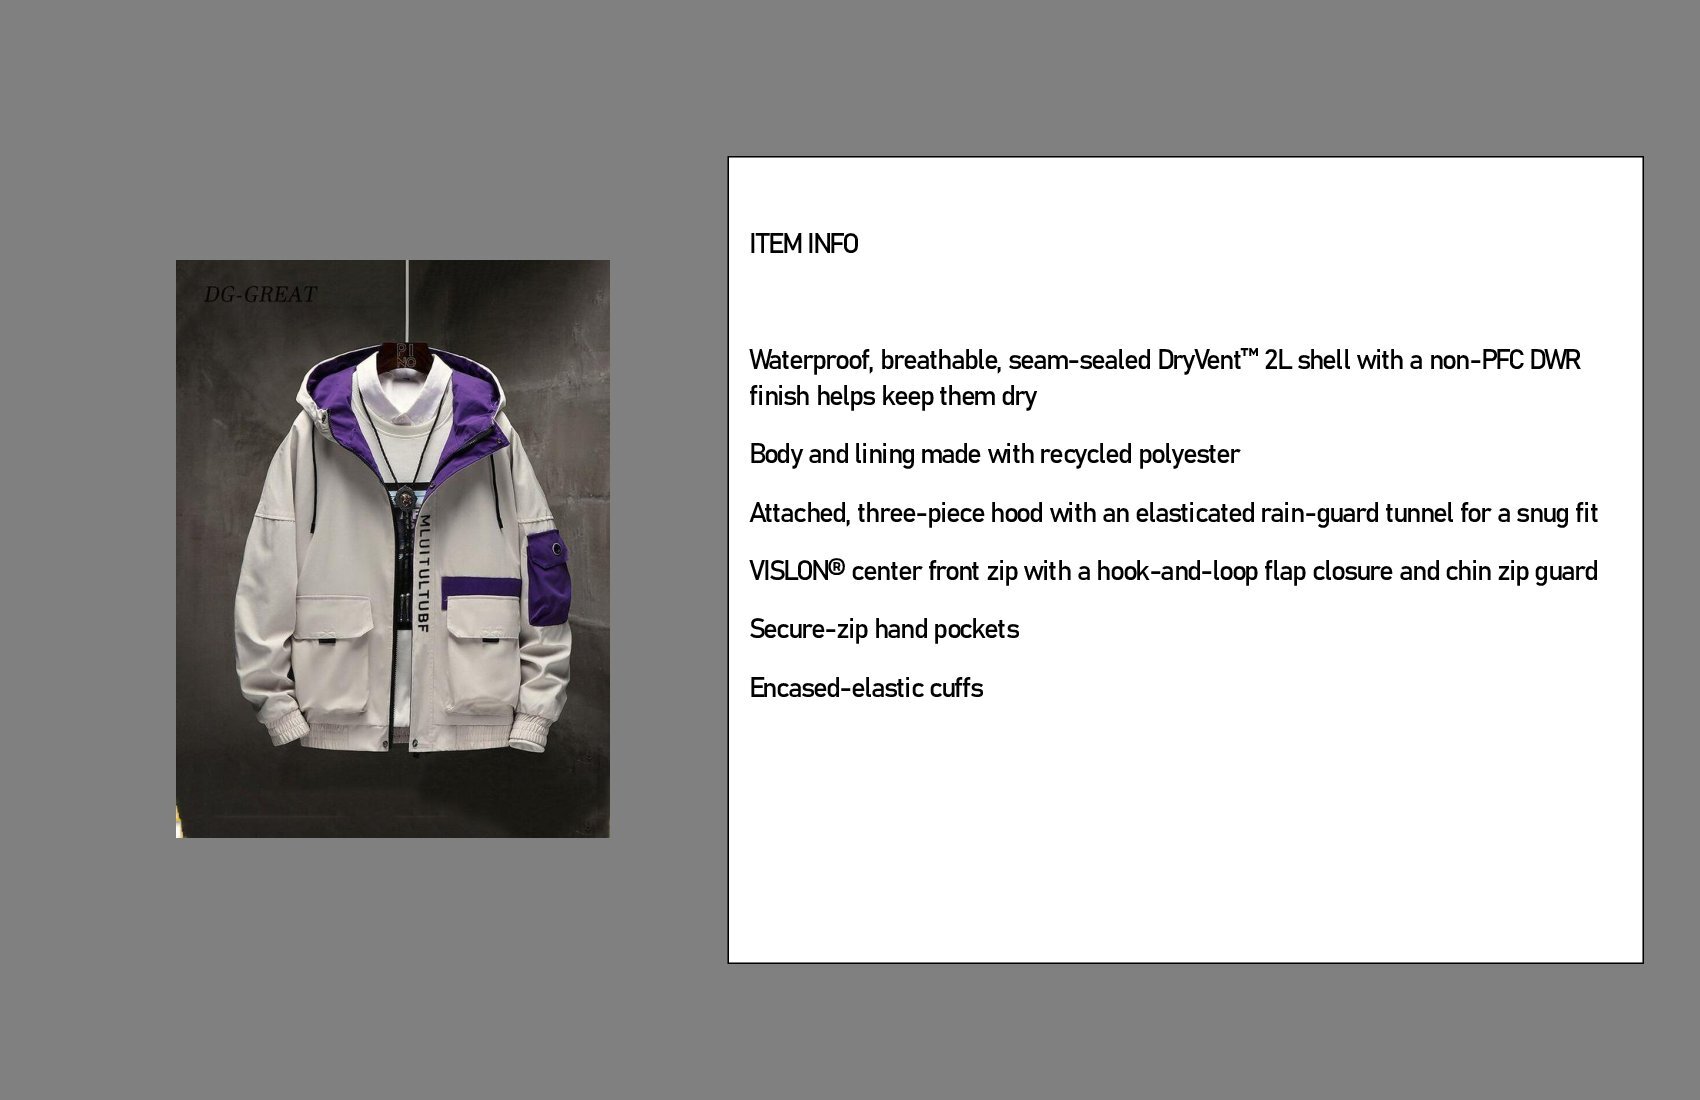 DG-GREAT
MLUITULTUBF
ITEM INFO
Waterproof, breathable, seam-sealed DryVent™ 2L shell with a non-PFC DWR
finish helps keep them dry
Body and lining made with recycled polyester
Attached, three-piece hood with an elasticated rain-guard tunnel for a snug fit
VISLON® center front zip with a hook-and-loop flap closure and chin zip guard
Secure-zip hand pockets
Encased-elastic cuffs